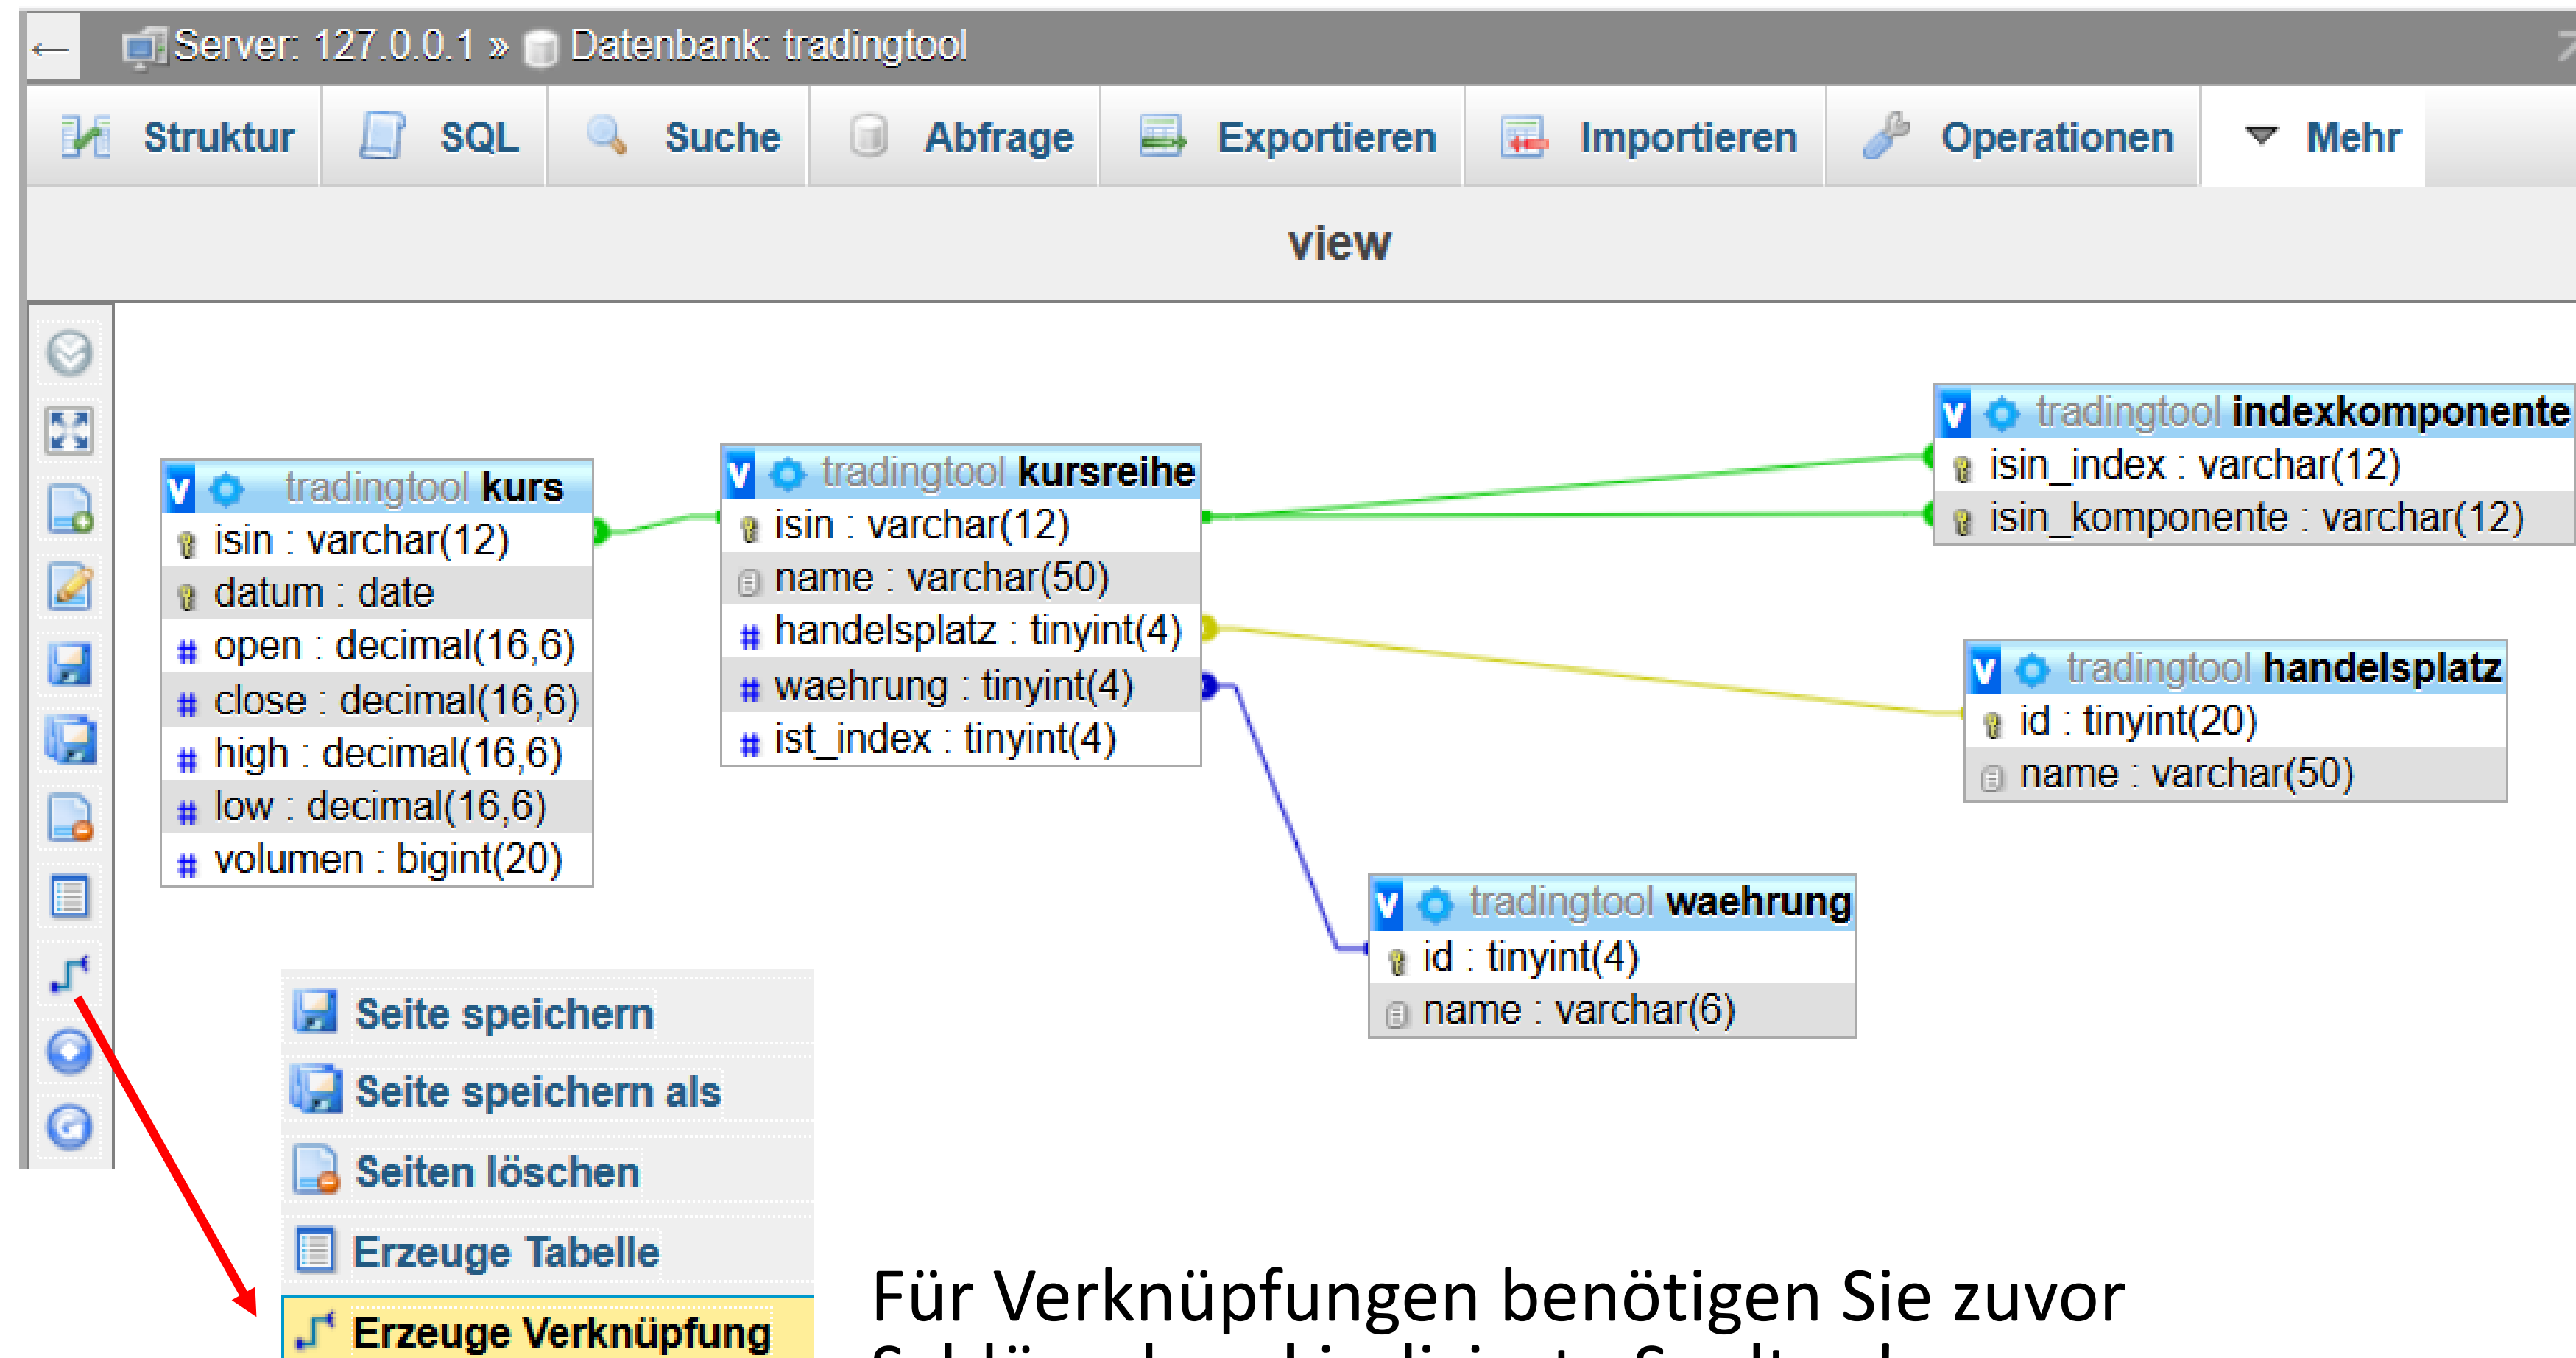 Server: 127.0.0.1 » Datenbank: tradingtool
Struktur SQL Suche Abfrage Exportieren Importieren Operationen Mehr
view
tradingtool kurs
isin : varchar(12)
datum : date
open : decimal(16,6)
close : decimal(16,6)
high : decimal(16,6)
low : decimal(16,6)
volumen : bigint(20)
tradingtool kursreihe
isin : varchar(12)
name : varchar(50)
handelsplatz : tinyint(4)
waehrung : tinyint(4)
ist_index : tinyint(4)
tradingtool indexkomponente
isin_index : varchar(12)
isin_komponente : varchar(12)
tradingtool handelsplatz
id : tinyint(20)
name : varchar(50)
tradingtool waehrung
id : tinyint(4)
name : varchar(6)
Seite speichern
Seite speichern als
Seiten löschen
Erzeuge Tabelle
Erzeuge Verknüpfung
Für Verknüpfungen benötigen Sie zuvor